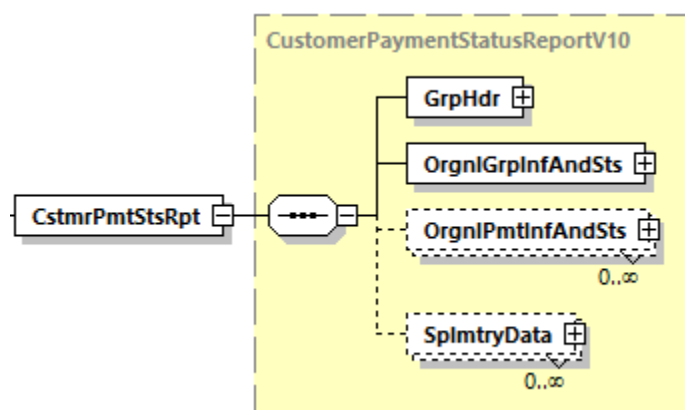 CustomerPaymentStatusReportV10
GrpHdr
OrgnlGrpInfAndSts
CstmrPmtStsRpt
OrgnlPmtInfAndSts
0..∞
SplmtryData
0..∞